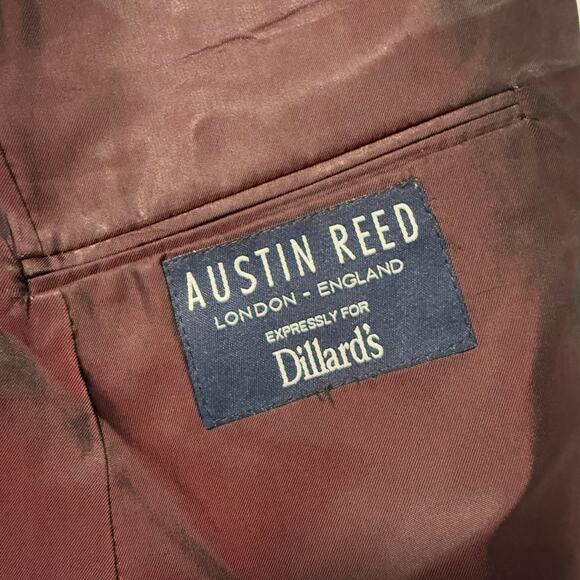 AUSTIN REED
LONDON - ENGLAND
EXPRESSLY FOR
Dillard's